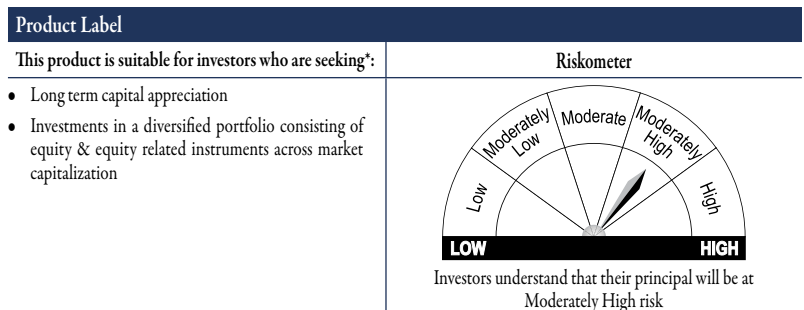 Product Label
This product is suitable for investors who are seeking*:
Riskometer
• Long term capital appreciation
• Investments in a diversified portfolio consisting of
equity & equity related instruments across market
capitalization
Low
Moderately
Low
Moderate
Moderately
High
High
LOW
HIGH
Investors understand that their principal will be at
Moderately High risk